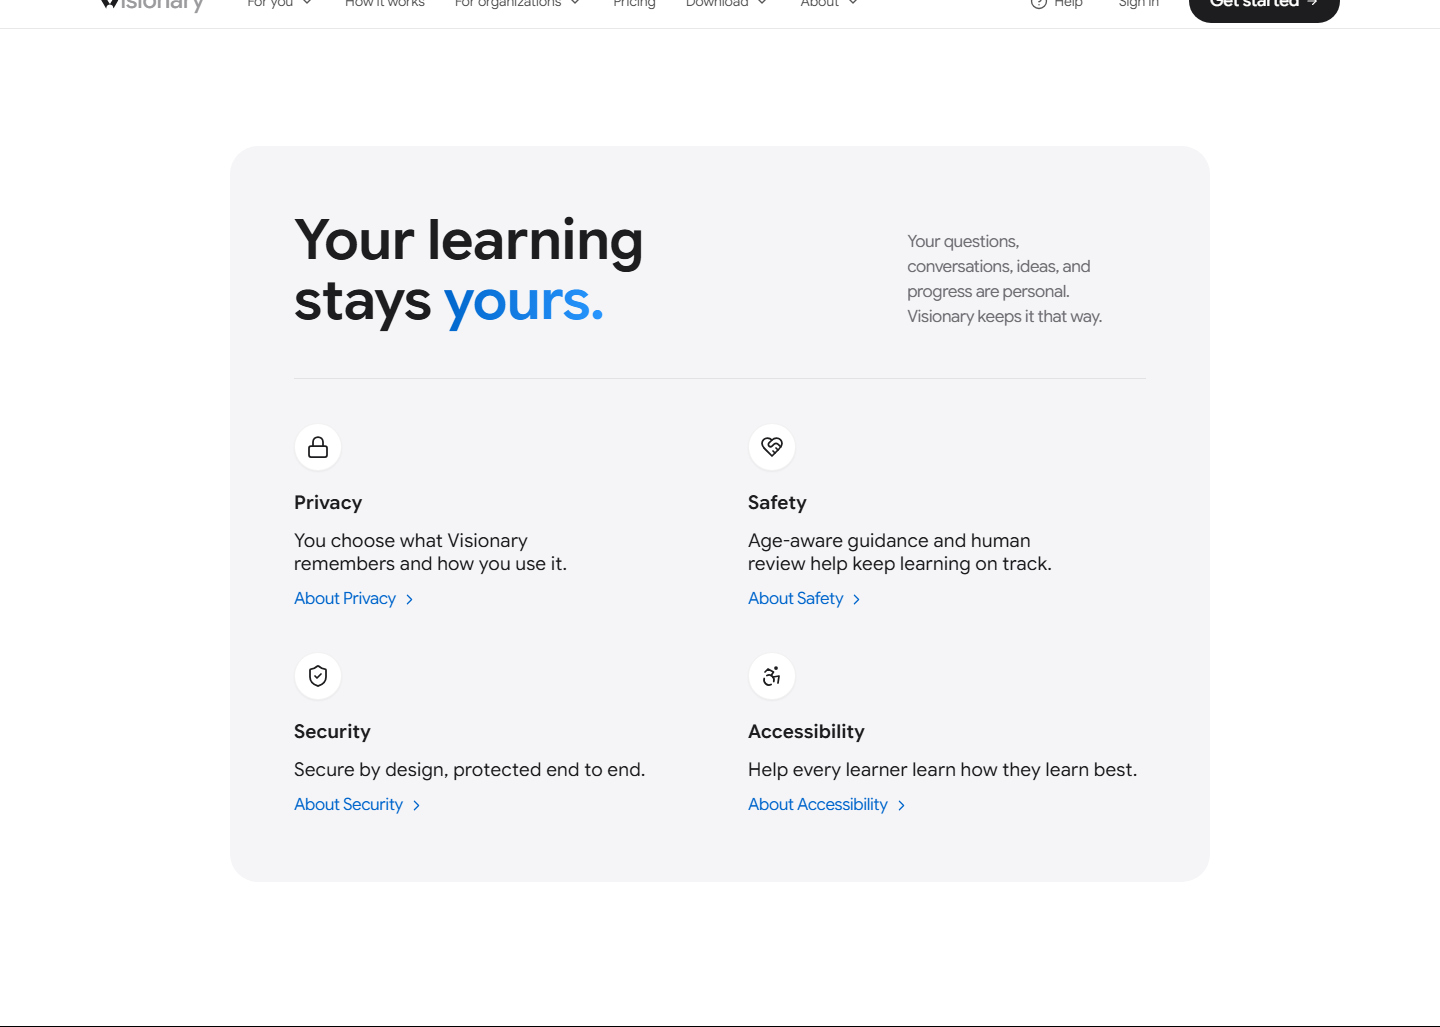 Visionary
For you
How it works
For organizations
Pricing
Download
About
Help
Sign in
Get started →
Your learning
stays yours.
Your questions,
conversations, ideas, and
progress are personal.
Visionary keeps it that way.
Privacy
You choose what Visionary
remembers and how you use it.
About Privacy
Safety
Age-aware guidance and human
review help keep learning on track.
About Safety
Security
Secure by design, protected end to end.
About Security
Accessibility
Help every learner learn how they learn best.
About Accessibility